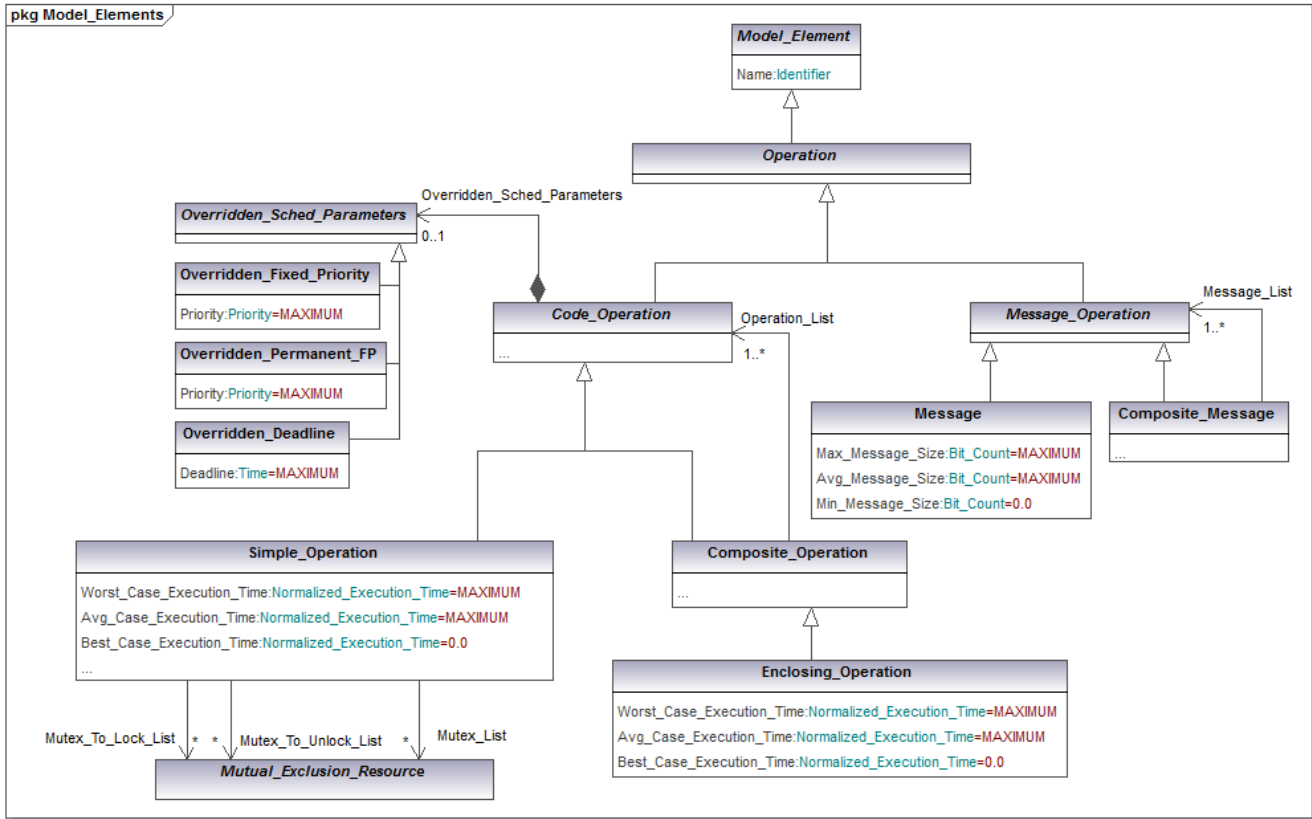 pkg Model_Elements
Model_Element
Name:Identifier
Operation
Overridden_Sched_Parameters
Overridden_Sched_Parameters
0..1
Overridden_Fixed_Priority
Priority:Priority=MAXIMUM
Overridden_Permanent_FP
Priority:Priority=MAXIMUM
Overridden_Deadline
Deadline:Time=MAXIMUM
Code_Operation
...
Operation_List
1..*
Message_Operation
Message_List
1..*
Message
Max_Message_Size:Bit_Count=MAXIMUM
Avg_Message_Size:Bit_Count=MAXIMUM
Min_Message_Size:Bit_Count=0.0
Composite_Message
...
Simple_Operation
Worst_Case_Execution_Time:Normalized_Execution_Time=MAXIMUM
Avg_Case_Execution_Time:Normalized_Execution_Time=MAXIMUM
Best_Case_Execution_Time:Normalized_Execution_Time=0.0
...
Composite_Operation
...
Enclosing_Operation
Worst_Case_Execution_Time:Normalized_Execution_Time=MAXIMUM
Avg_Case_Execution_Time:Normalized_Execution_Time=MAXIMUM
Best_Case_Execution_Time:Normalized_Execution_Time=0.0
Mutex_To_Lock_List
*
*
Mutex_To_Unlock_List
*
Mutex_List
Mutual_Exclusion_Resource